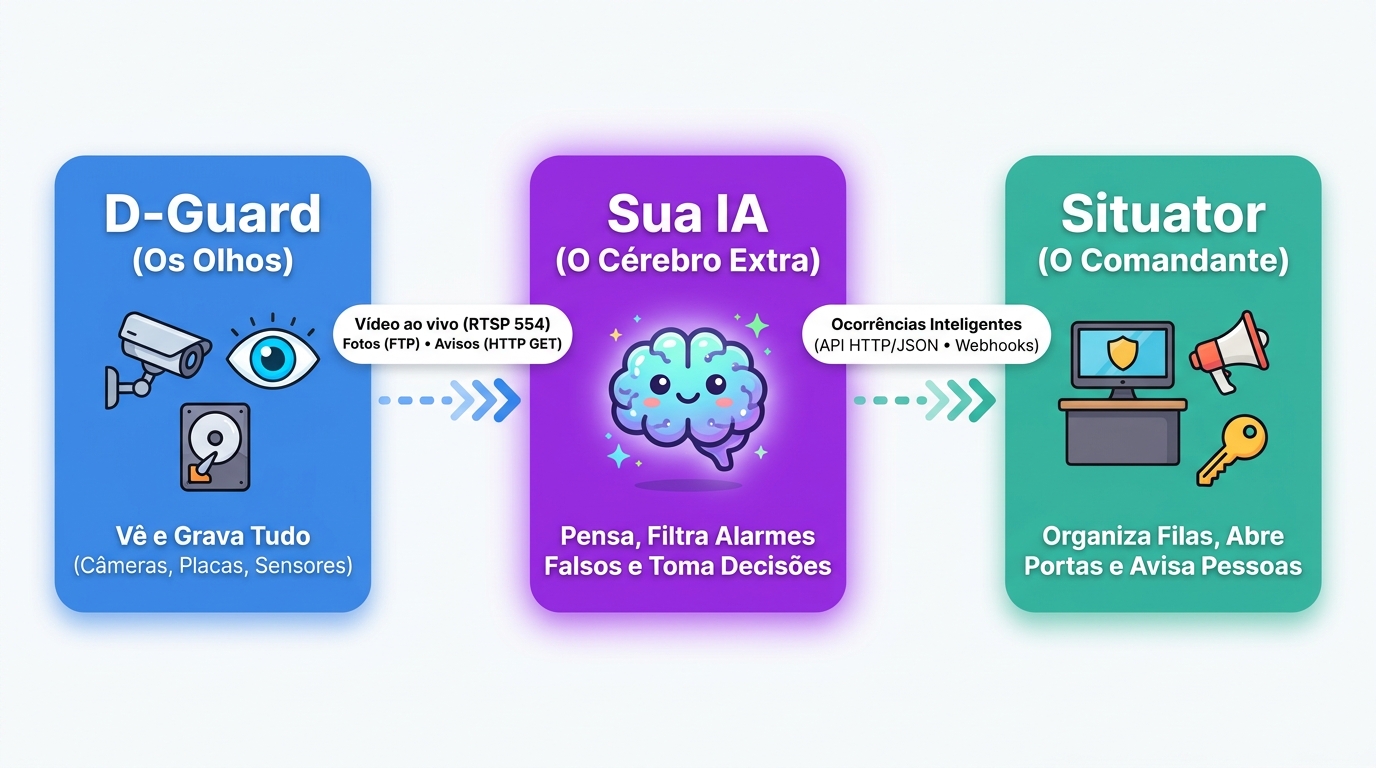 D-Guard
(Os Olhos)
Vê e Grava Tudo
(Câmeras, Placas, Sensores)
Vídeo ao vivo (RTSP 554)
Fotos (FTP) • Avisos (HTTP GET)
Sua IA
(O Cérebro Extra)
Pensa, Filtra Alarmes
Falsos e Toma Decisões
Ocorrências Inteligentes
(API HTTP/JSON • Webhooks)
Situator
(O Comandante)
Organiza Filas, Abre
Portas e Avisa Pessoas